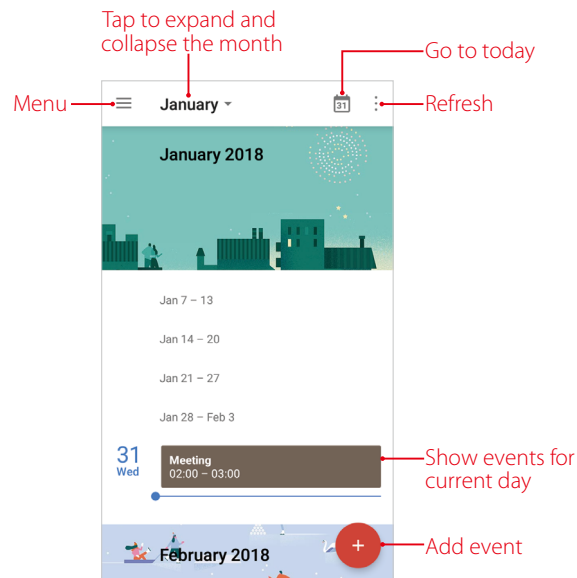 Tap to expand and
collapse the month
Go to today
Menu
January
31
Refresh
January 2018
Jan 7 – 13
Jan 14 – 20
Jan 21 – 27
Jan 28 – Feb 3
31
Wed
Meeting
02:00 – 03:00
Show events for
current day
February 2018
+
Add event